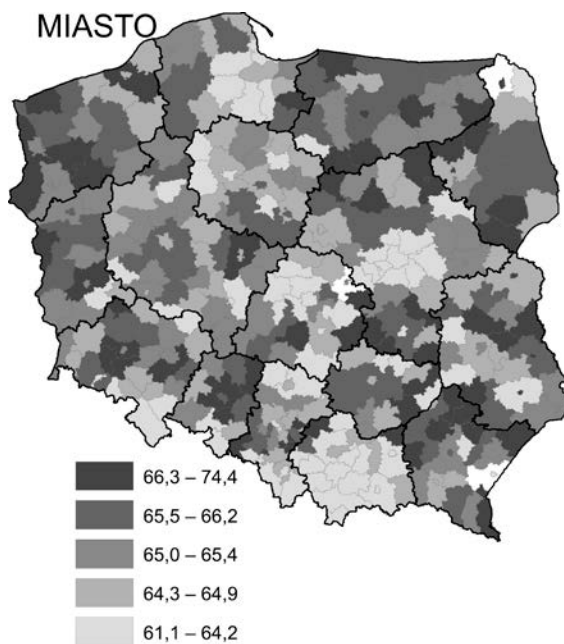 MIASTO
66,3 – 74,4
65,5 – 66,2
65,0 – 65,4
64,3 – 64,9
61,1 – 64,2